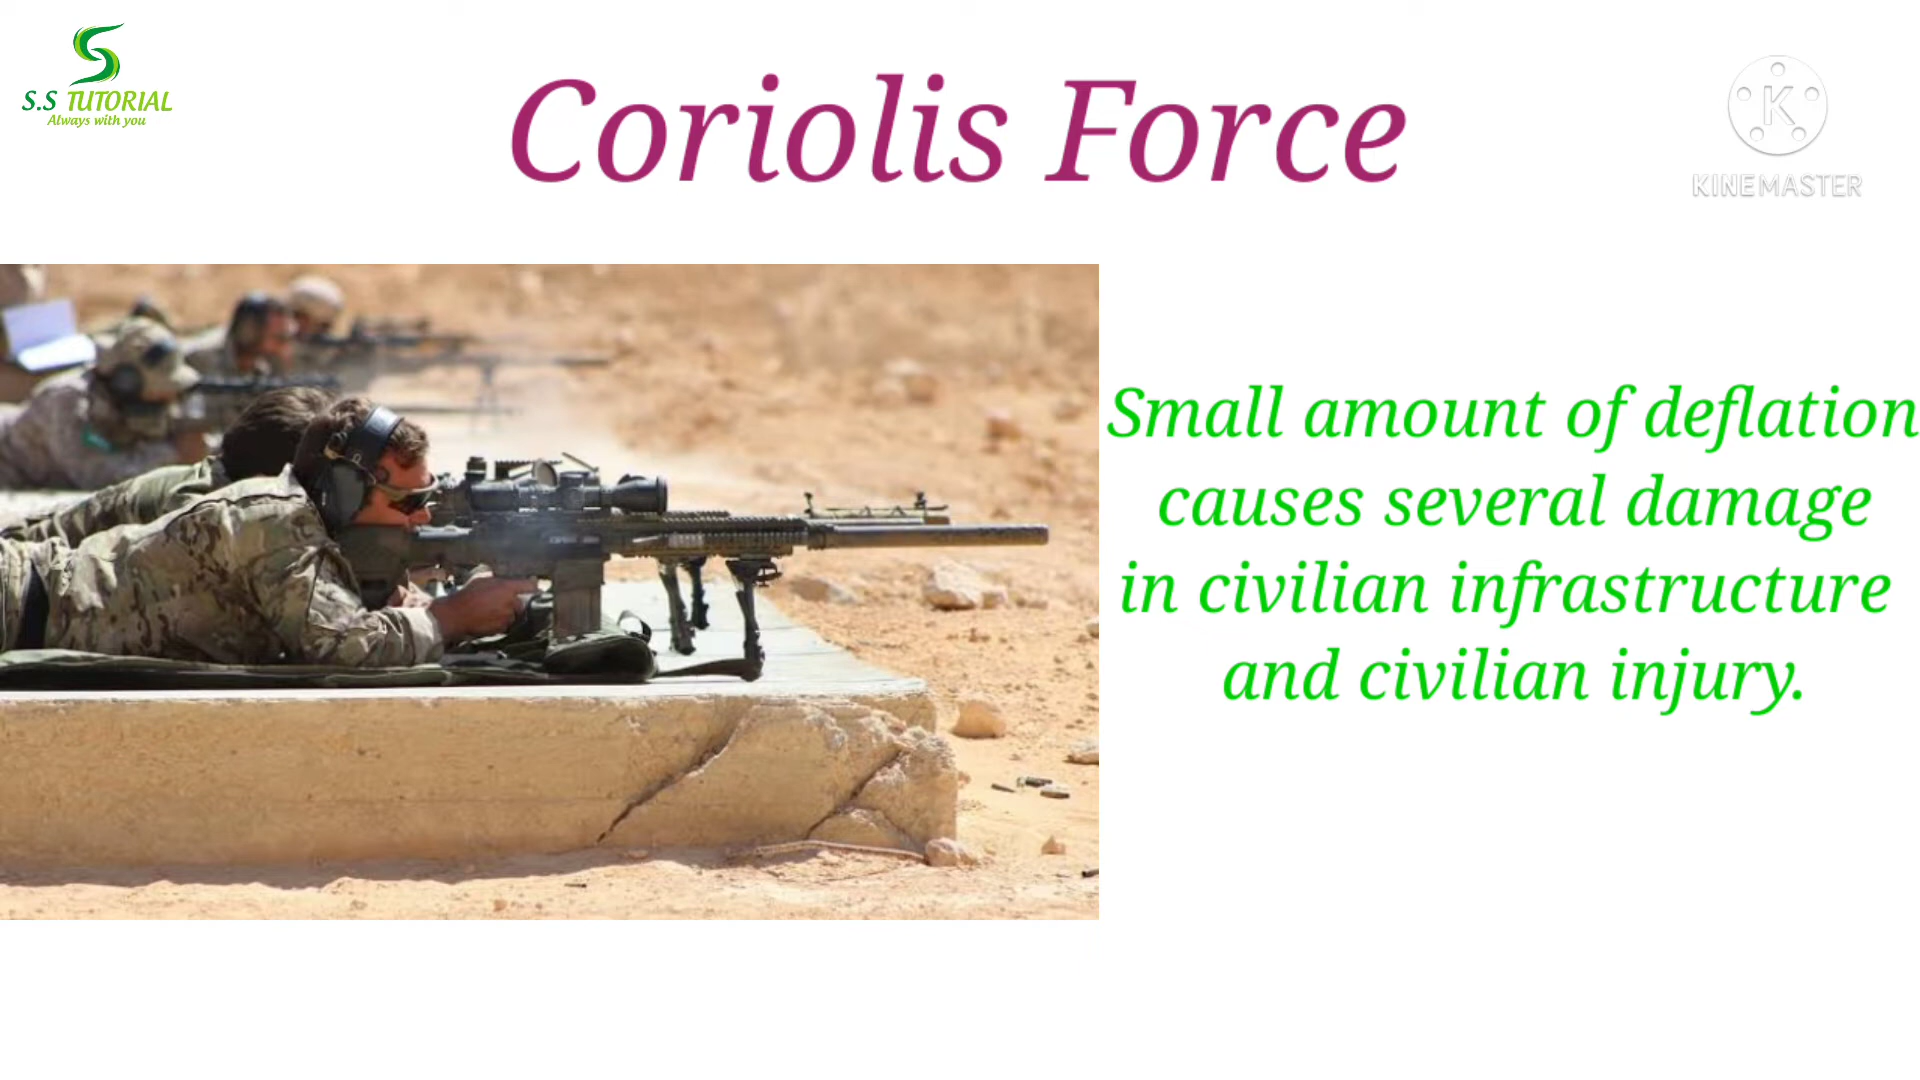 S.S TUTORIAL
Always with you
Coriolis Force
K
KINEMASTER
Small amount of deflation
causes several damage
in civilian infrastructure
and civilian injury.